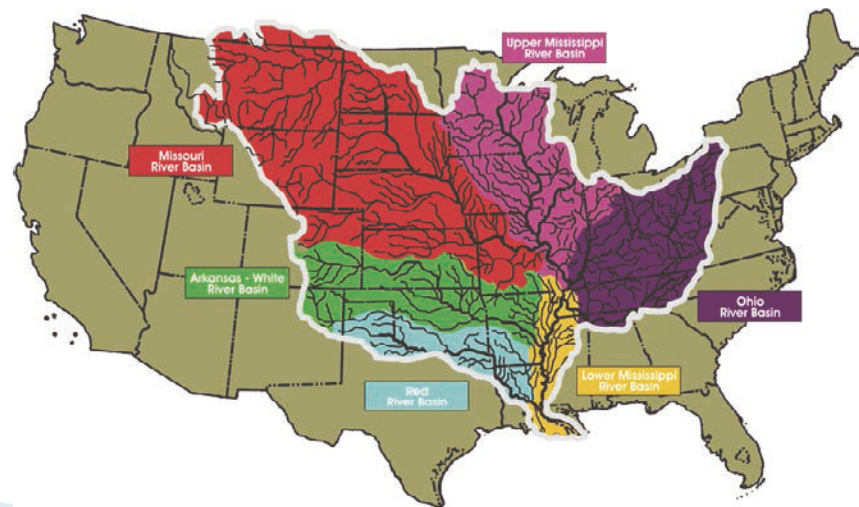 Upper Mississippi
River Basin
Missouri
River Basin
Arkansas - White
River Basin
Ohio
River Basin
Lower Mississippi
River Basin
Red
River Basin